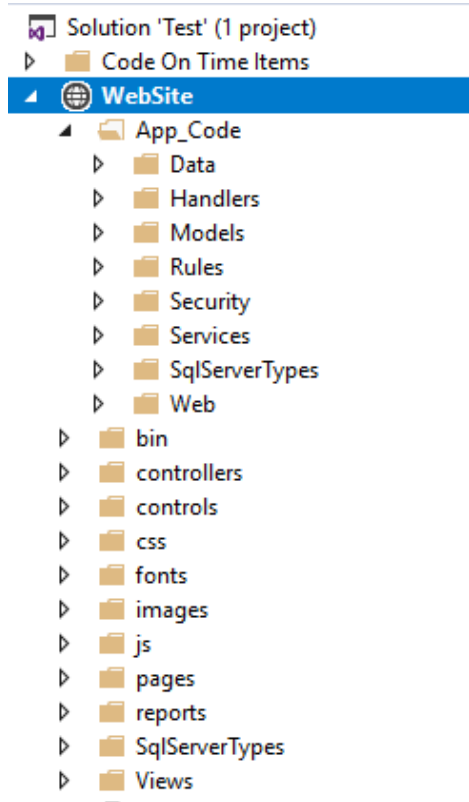 Solution 'Test' (1 project)
Code On Time Items
WebSite
App_Code
Data
Handlers
Models
Rules
Security
Services
SqlServerTypes
Web
bin
controllers
controls
css
fonts
images
js
pages
reports
SqlServerTypes
Views